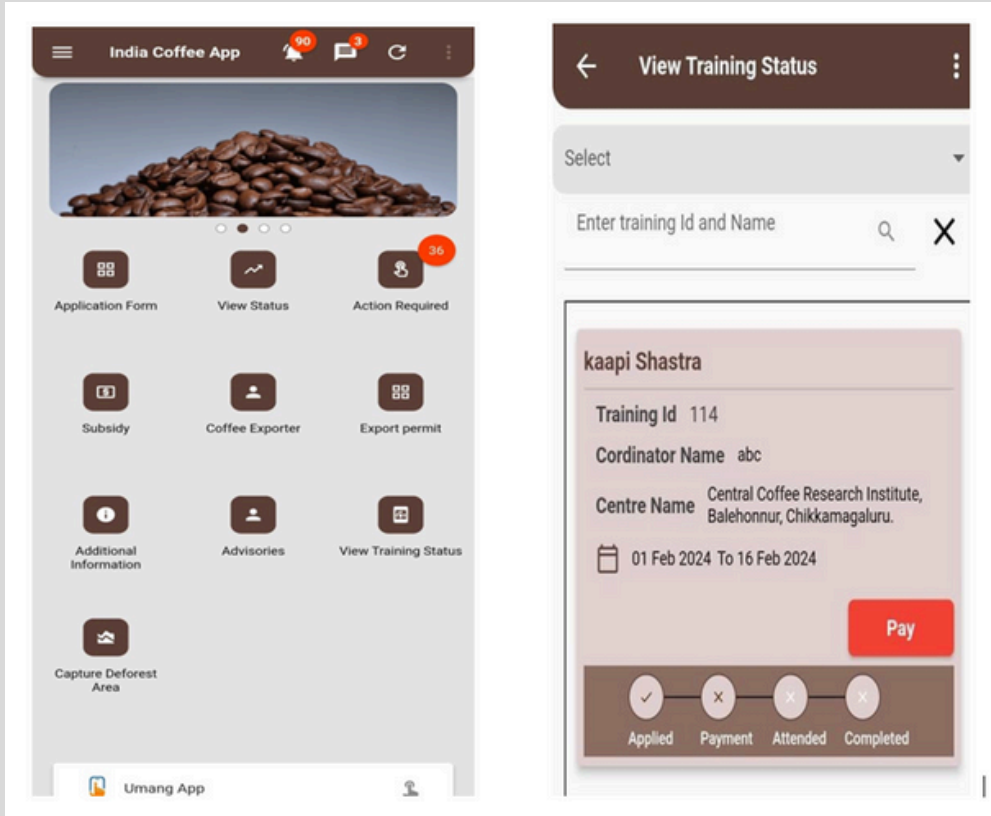 India Coffee App
90
3
36
Application Form
View Status
Action Required
Subsidy
Coffee Exporter
Export permit
Additional
Information
Advisories
View Training Status
Capture Deforest
Area
Umang App
View Training Status
Select
Enter training Id and Name
X
kaapi Shastra
Training Id 114
Cordinator Name abc
Centre Name Central Coffee Research Institute,
Balehonnur, Chikkamagaluru.
01 Feb 2024 To 16 Feb 2024
Pay
Applied Payment Attended Completed